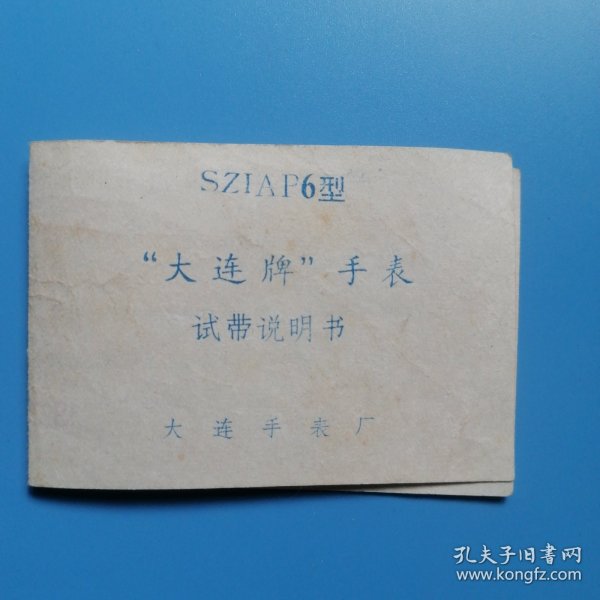 SZIAP6型
“大连牌”手表
试带说明书
大连手表厂
孔夫子旧书网
www.kongfz.com